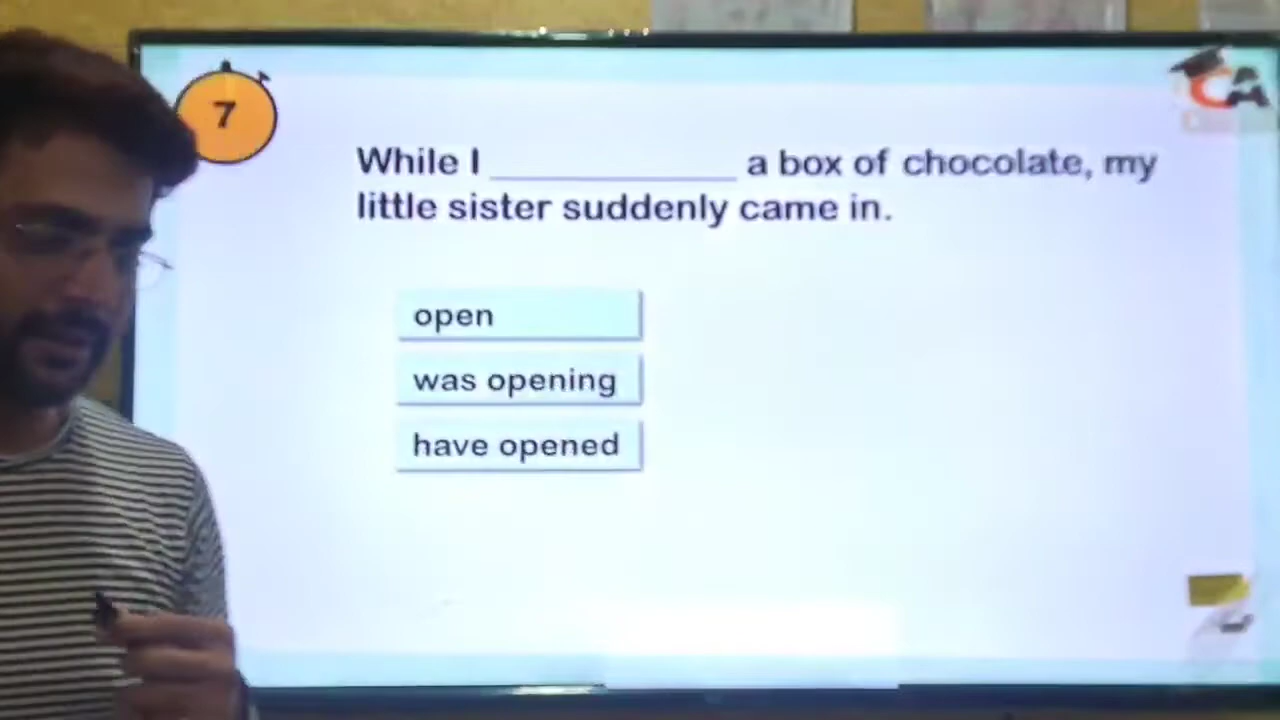 7
While I ____________ a box of chocolate, my
little sister suddenly came in.
open
was opening
have opened